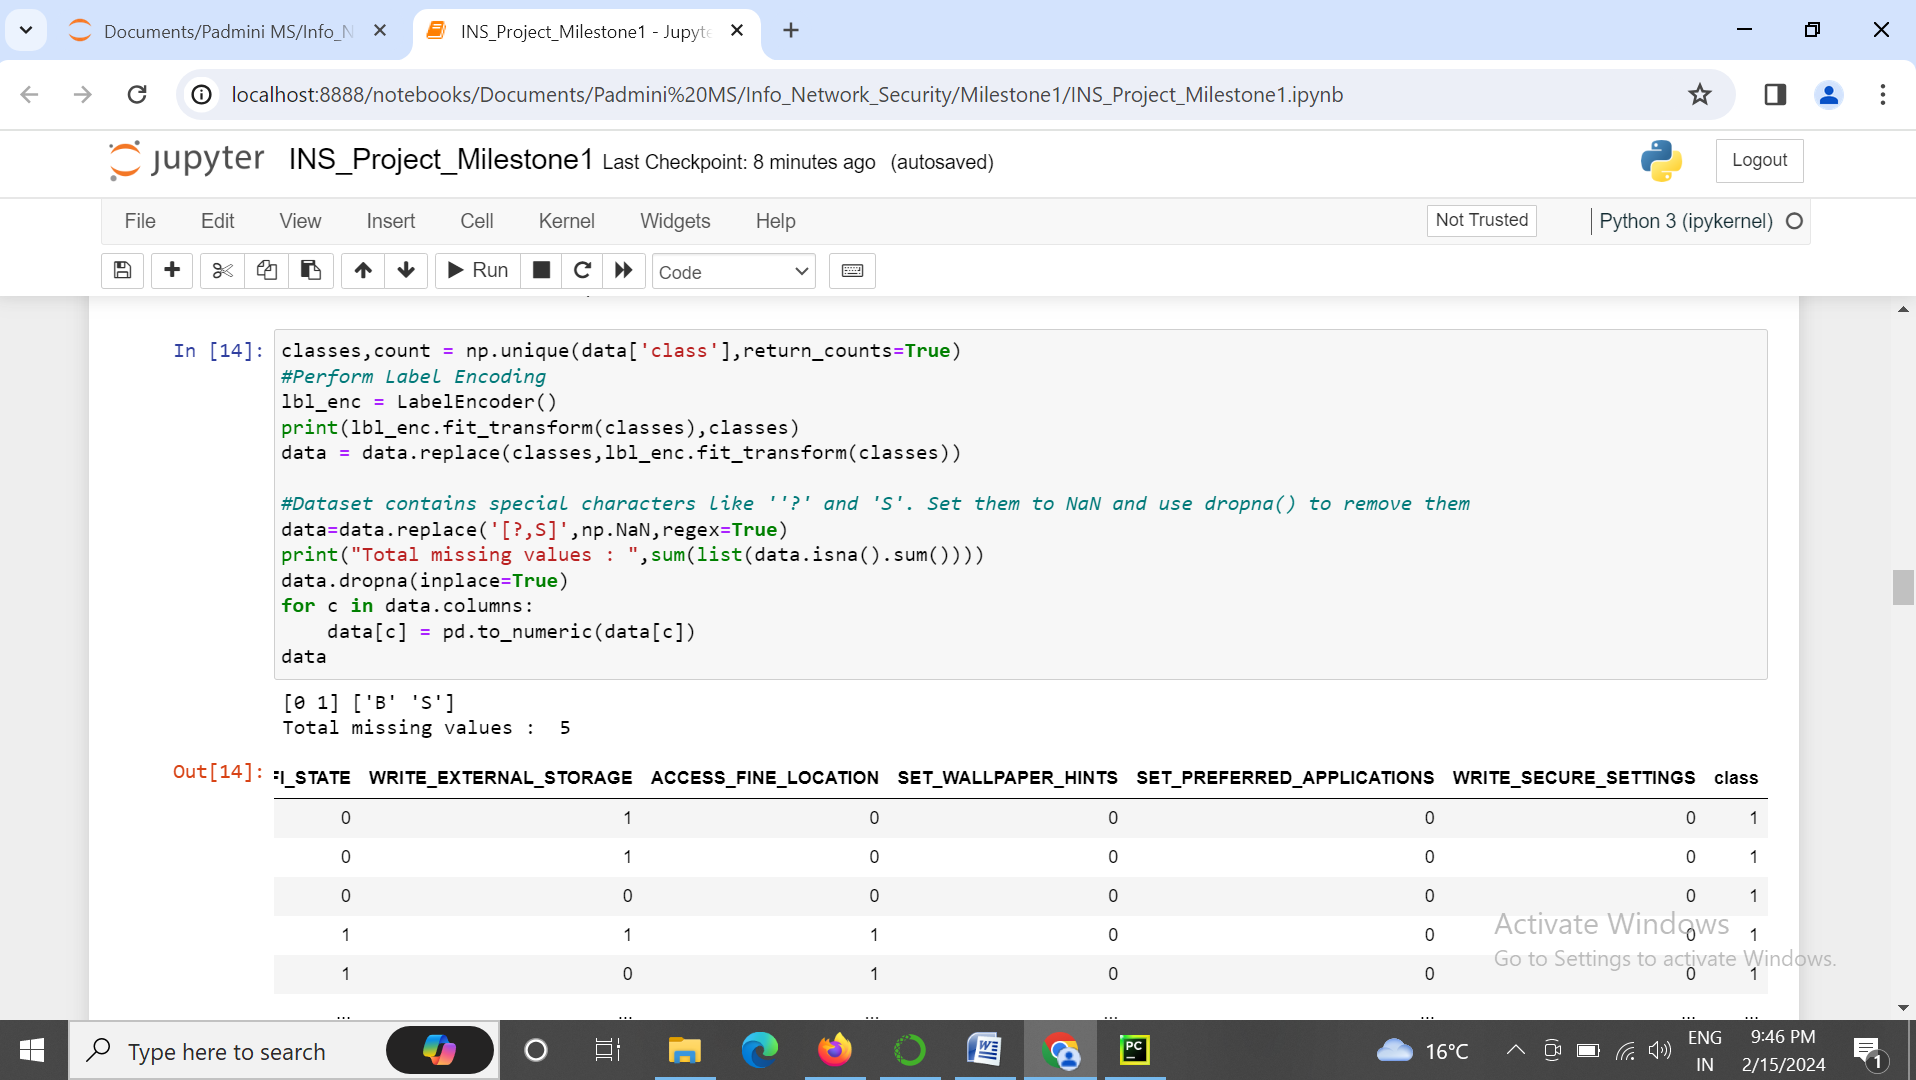 Documents/Padmini MS/Info_N
INS_Project_Milestone1 - Jupyte
localhost:8888/notebooks/Documents/Padmini%20MS/Info_Network_Security/Milestone1/INS_Project_Milestone1.ipynb
jupyter INS_Project_Milestone1 Last Checkpoint: 8 minutes ago (autosaved)
Logout
File Edit View Insert Cell Kernel Widgets Help
Not Trusted
Python 3 (ipykernel)
Run
Code
In [14]:
classes,count = np.unique(data['class'],return_counts=True)
#Perform Label Encoding
lbl_enc = LabelEncoder()
print(lbl_enc.fit_transform(classes),classes)
data = data.replace(classes,lbl_enc.fit_transform(classes))
#Dataset contains special characters like ''?' and 'S'. Set them to NaN and use dropna() to remove them
data=data.replace('[?,S]',np.NaN,regex=True)
print("Total missing values : ",sum(list(data.isna().sum())))
data.dropna(inplace=True)
for c in data.columns:
    data[c] = pd.to_numeric(data[c])
data
[0 1] ['B' 'S']
Total missing values :  5
Out[14]:
FI_STATE WRITE_EXTERNAL_STORAGE ACCESS_FINE_LOCATION SET_WALLPAPER_HINTS SET_PREFERRED_APPLICATIONS WRITE_SECURE_SETTINGS class
0 1 0 0 0 0 1
0 1 0 0 0 0 1
0 0 0 0 0 0 1
1 1 1 0 0 0 1
1 0 1 0 0 0 1
... ... ... ... ... ... ...
Activate Windows
Go to Settings to activate Windows.
Type here to search
W
PC
16°C
ENG
IN
9:46 PM
2/15/2024
1